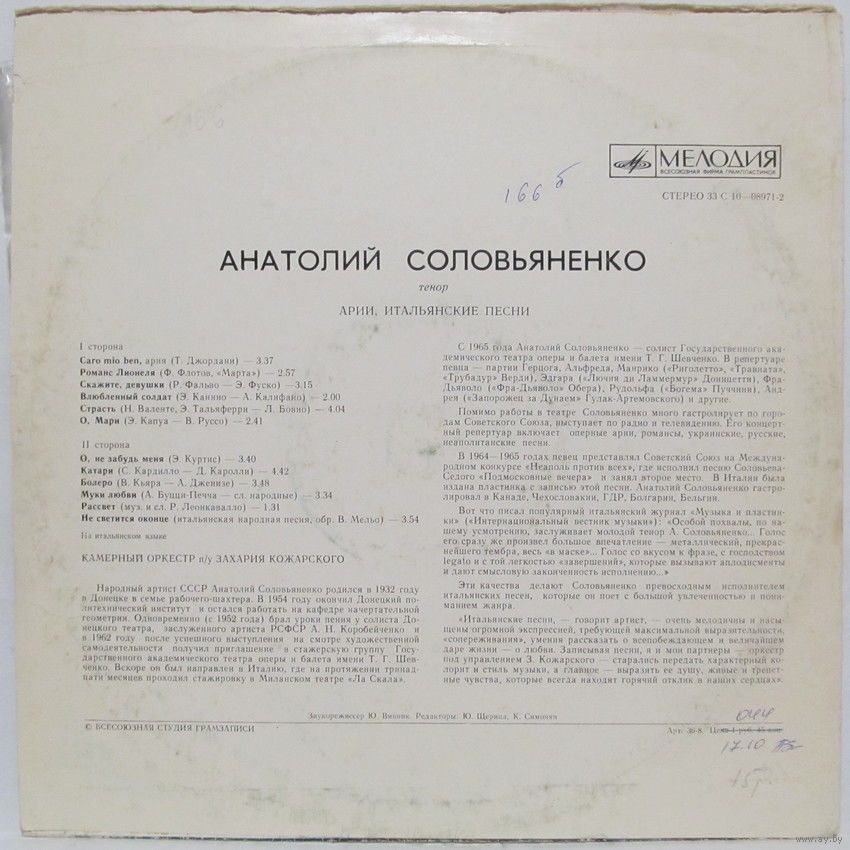 166 б
МЕЛОДИЯ
ВСЕСОЮЗНАЯ ФИРМА ГРАМПЛАСТИНОК
СТЕРЕО 33 С 10—08971-2
АНАТОЛИЙ СОЛОВЬЯНЕНКО
тенор
АРИИ, ИТАЛЬЯНСКИЕ ПЕСНИ
I сторона
Caro mio ben, ария (Т. Джордани) — 3.37
Романс Лионеля (Ф. Флотов, «Марта») — 2.57
Скажите, девушки (Р. Фальво — Э. Фуско) — 3.15
Влюбленный солдат (Э. Каннио — А. Калифайо) — 2.00
Страсть (Н. Валенте, Э. Тальяферри — Л. Бовио) — 4.04
О, Мари (Э. Капуа — В. Руссо) — 2.41
II сторона
О, не забудь меня (Э. Куртис) — 3.40
Катари (С. Кардилло — Д. Каролли) — 4.42
Болеро (В. Кьяра — А. Дженизе) — 3.48
Муки любви (А. Буцци-Печча — сл. народные) — 3.34
Рассвет (муз. и сл. Р. Леонкавалло) — 1.31
Не светится оконце (итальянская народная песня, обр. В. Мельо) — 3.54
На итальянском языке
КАМЕРНЫЙ ОРКЕСТР п/у ЗАХАРИЯ КОЖАРСКОГО
Народный артист СССР Анатолий Соловьяненко родился в 1932 году
в Донецке в семье рабочего-шахтера. В 1954 году окончил Донецкий по-
литехнический институт и остался работать на кафедре начертательной
геометрии. Одновременно (с 1952 года) брал уроки пения у солиста До-
нецкого театра, заслуженного артиста РСФСР А. Н. Коробейченко и
в 1962 году после успешного выступления на смотре художественной
самодеятельности получил приглашение в стажерскую группу Госу-
дарственного академического театра оперы и балета имени Т. Г. Шев-
ченко. Вскоре он был направлен в Италию, где на протяжении тринад-
цати месяцев проходил стажировку в Миланском театре «Ла Скала».
С 1965 года Анатолий Соловьяненко — солист Государственного ака-
демического театра оперы и балета имени Т. Г. Шевченко. В репертуаре
певца — партии Герцога, Альфреда, Манрико («Риголетто», «Травиата»,
«Трубадур» Верди), Эдгара («Лючия ди Ламмермур» Доницетти), Фра-
Дьяволо («Фра-Дьяволо» Обера), Рудольфа («Богема» Пуччини), Анд-
рея («Запорожец за Дунаем» Гулак-Артемовского) и другие.
Помимо работы в театре Соловьяненко много гастролирует по горо-
дам Советского Союза, выступает по радио и телевидению. Его концерт-
ный репертуар включает оперные арии, романсы, украинские, русские,
неаполитанские песни.
В 1964—1965 годах певец представлял Советский Союз на Междуна-
родном конкурсе «Неаполь против всех», где исполнил песню Соловьева-
Седого «Подмосковные вечера» и занял второе место. В Италии была
издана пластинка с записью этой песни. Анатолий Соловьяненко гастро-
лировал в Канаде, Чехословакии, ГДР, Болгарии, Бельгии.
Вот что писал популярный итальянский журнал «Музыка и пластин-
ки» («Интернациональный вестник музыки»): «Особой похвалы, по на-
шему усмотрению, заслуживает молодой тенор А. Соловьяненко... Голос
его сразу же произвел большое впечатление — металлический, прекрас-
нейшего тембра, весь «в маске»... Голос со вкусом к фразе, с господством
legato и с той легкостью «завершений», которые вызывают аплодисменты
и дают смысловую законченность исполнению...»
Эти качества делают Соловьяненко превосходным исполнителем
итальянских песен, которые он поет с большой увлеченностью и пони-
манием жанра.
«Итальянские песни, — говорит артист, — очень мелодичны и насы-
щены огромной экспрессией, требующей максимальной выразительности,
«сопереживания», умения рассказать о всепобеждающем и величайшем
даре жизни — о любви. Записывая песни, я и мои партнеры — оркестр
под управлением З. Кожарского — старались передать характерный ко-
лорит и стиль музыки, а главное — выразить ее душу, живые и трепет-
ные чувства, которые всегда находят горячий отклик в наших сердцах».
Звукорежиссер Ю. Винник. Редакторы: Ю. Щерица, К. Симонян
© ВСЕСОЮЗНАЯ СТУДИЯ ГРАМЗАПИСИ
Арт. 36-8. Цена 1 руб. 45 коп.
044
17.10
15р.
www.ay.by